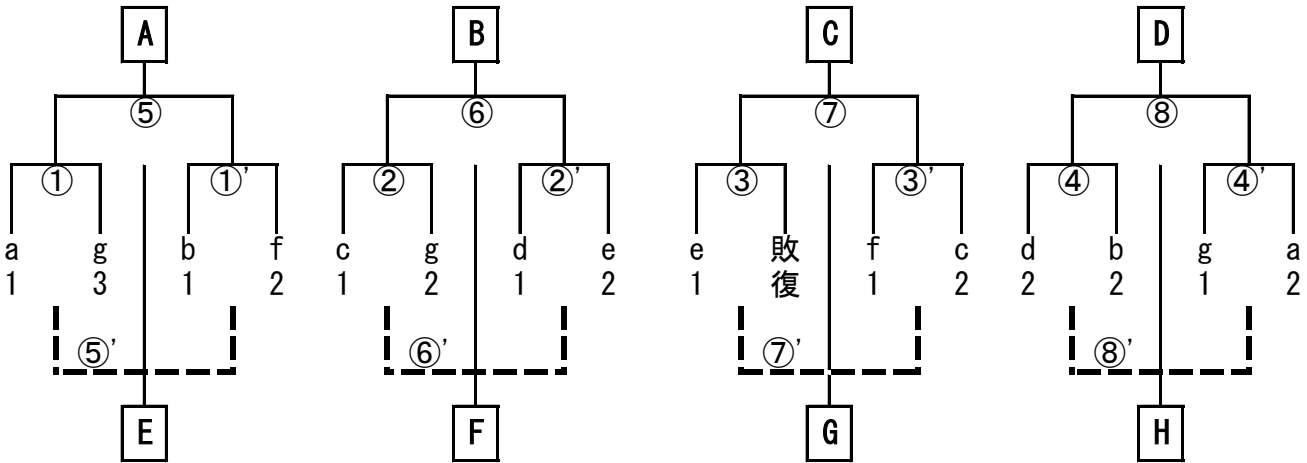 A B C D
⑤ ⑥ ⑦ ⑧
① ①' ② ②' ③ ③' ④ ④'
a g b f c g d e e 敗 f c d b g a
1 3 1 2 1 2 1 2 1 復 1 2 2 2 1 2
⑤' ⑥' ⑦' ⑧'
E F G H